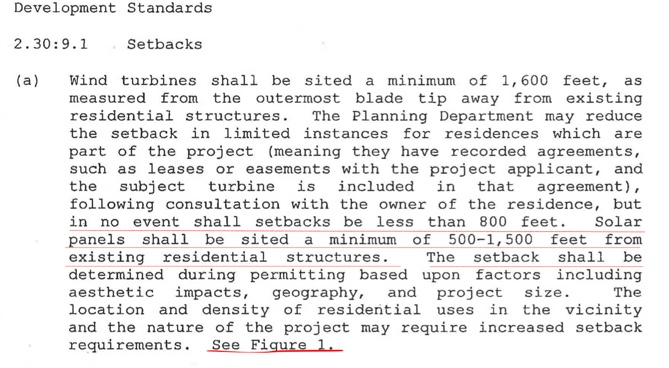 Development Standards
2.30:9.1 Setbacks
(a) Wind turbines shall be sited a minimum of 1,600 feet, as
measured from the outermost blade tip away from existing
residential structures. The Planning Department may reduce
the setback in limited instances for residences which are
part of the project (meaning they have recorded agreements,
such as leases or easements with the project applicant, and
the subject turbine is included in that agreement),
following consultation with the owner of the residence, but
in no event shall setbacks be less than 800 feet. Solar
panels shall be sited a minimum of 500-1,500 feet from
existing residential structures. The setback shall be
determined during permitting based upon factors including
aesthetic impacts, geography, and project size. The
location and density of residential uses in the vicinity
and the nature of the project may require increased setback
requirements. See Figure 1.